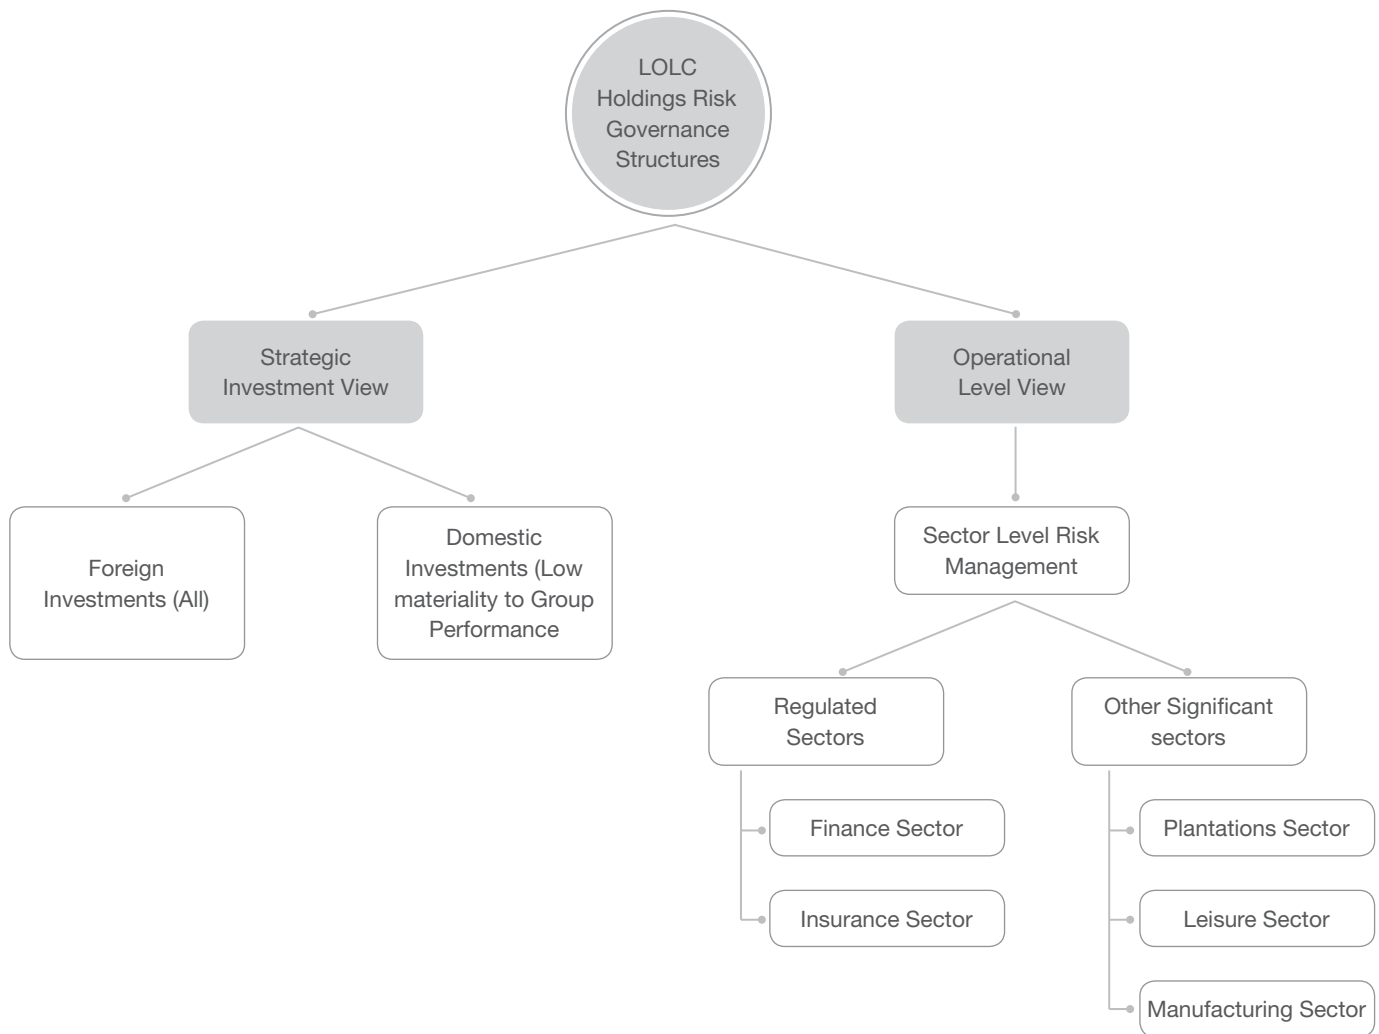 LOLC
Holdings Risk
Governance
Structures
Strategic
Investment View
Operational
Level View
Foreign
Investments (All)
Domestic
Investments (Low
materiality to Group
Performance
Sector Level Risk
Management
Regulated
Sectors
Other Significant
sectors
Finance Sector
Plantations Sector
Insurance Sector
Leisure Sector
Manufacturing Sector